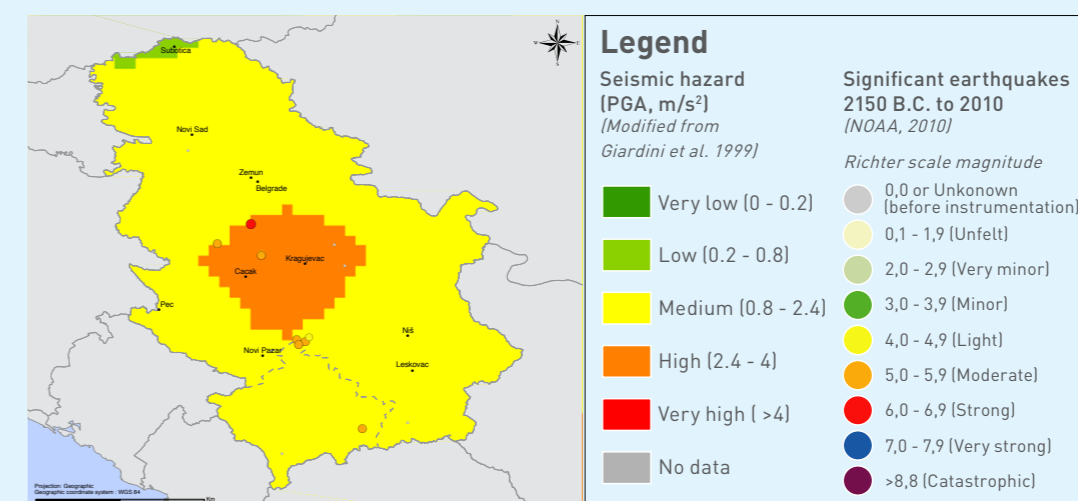 Subotica
Novi Sad
Zemun
Belgrade
Kragujevac
Cacak
Pec
Niš
Novi Pazar
Leskovac
Projection: Geographic
Geographic coordinate system : WGS 84
Km
W
E
S
Legend
Seismic hazard
(PGA, m/s²)
(Modified from
Giardini et al. 1999)
Very low (0 - 0.2)
Low (0.2 - 0.8)
Medium (0.8 - 2.4)
High (2.4 - 4)
Very high ( >4)
No data
Significant earthquakes
2150 B.C. to 2010
(NOAA, 2010)
Richter scale magnitude
0,0 or Unkonown
(before instrumentation)
0,1 - 1,9 (Unfelt)
2,0 - 2,9 (Very minor)
3,0 - 3,9 (Minor)
4,0 - 4,9 (Light)
5,0 - 5,9 (Moderate)
6,0 - 6,9 (Strong)
7,0 - 7,9 (Very strong)
>8,8 (Catastrophic)